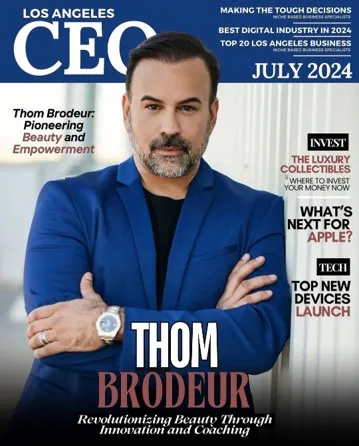 LOS ANGELES
CEO
MAKING THE TOUGH DECISIONS
NICHE BASED BUSINESS SPECIALISTS
BEST DIGITAL INDUSTRY IN 2024
TOP 20 LOS ANGELES BUSINESS
NICHE BASED BUSINESS SPECIALISTS
JULY 2024
Thom Brodeur:
Pioneering
Beauty and
Empowerment
INVEST
THE LUXURY
COLLECTIBLES
WHERE TO INVEST
YOUR MONEY NOW
WHAT'S
NEXT FOR
APPLE?
TECH
TOP NEW
DEVICES
LAUNCH
THOM
BRODEUR
Revolutionizing Beauty Through
Innovation and Coaching